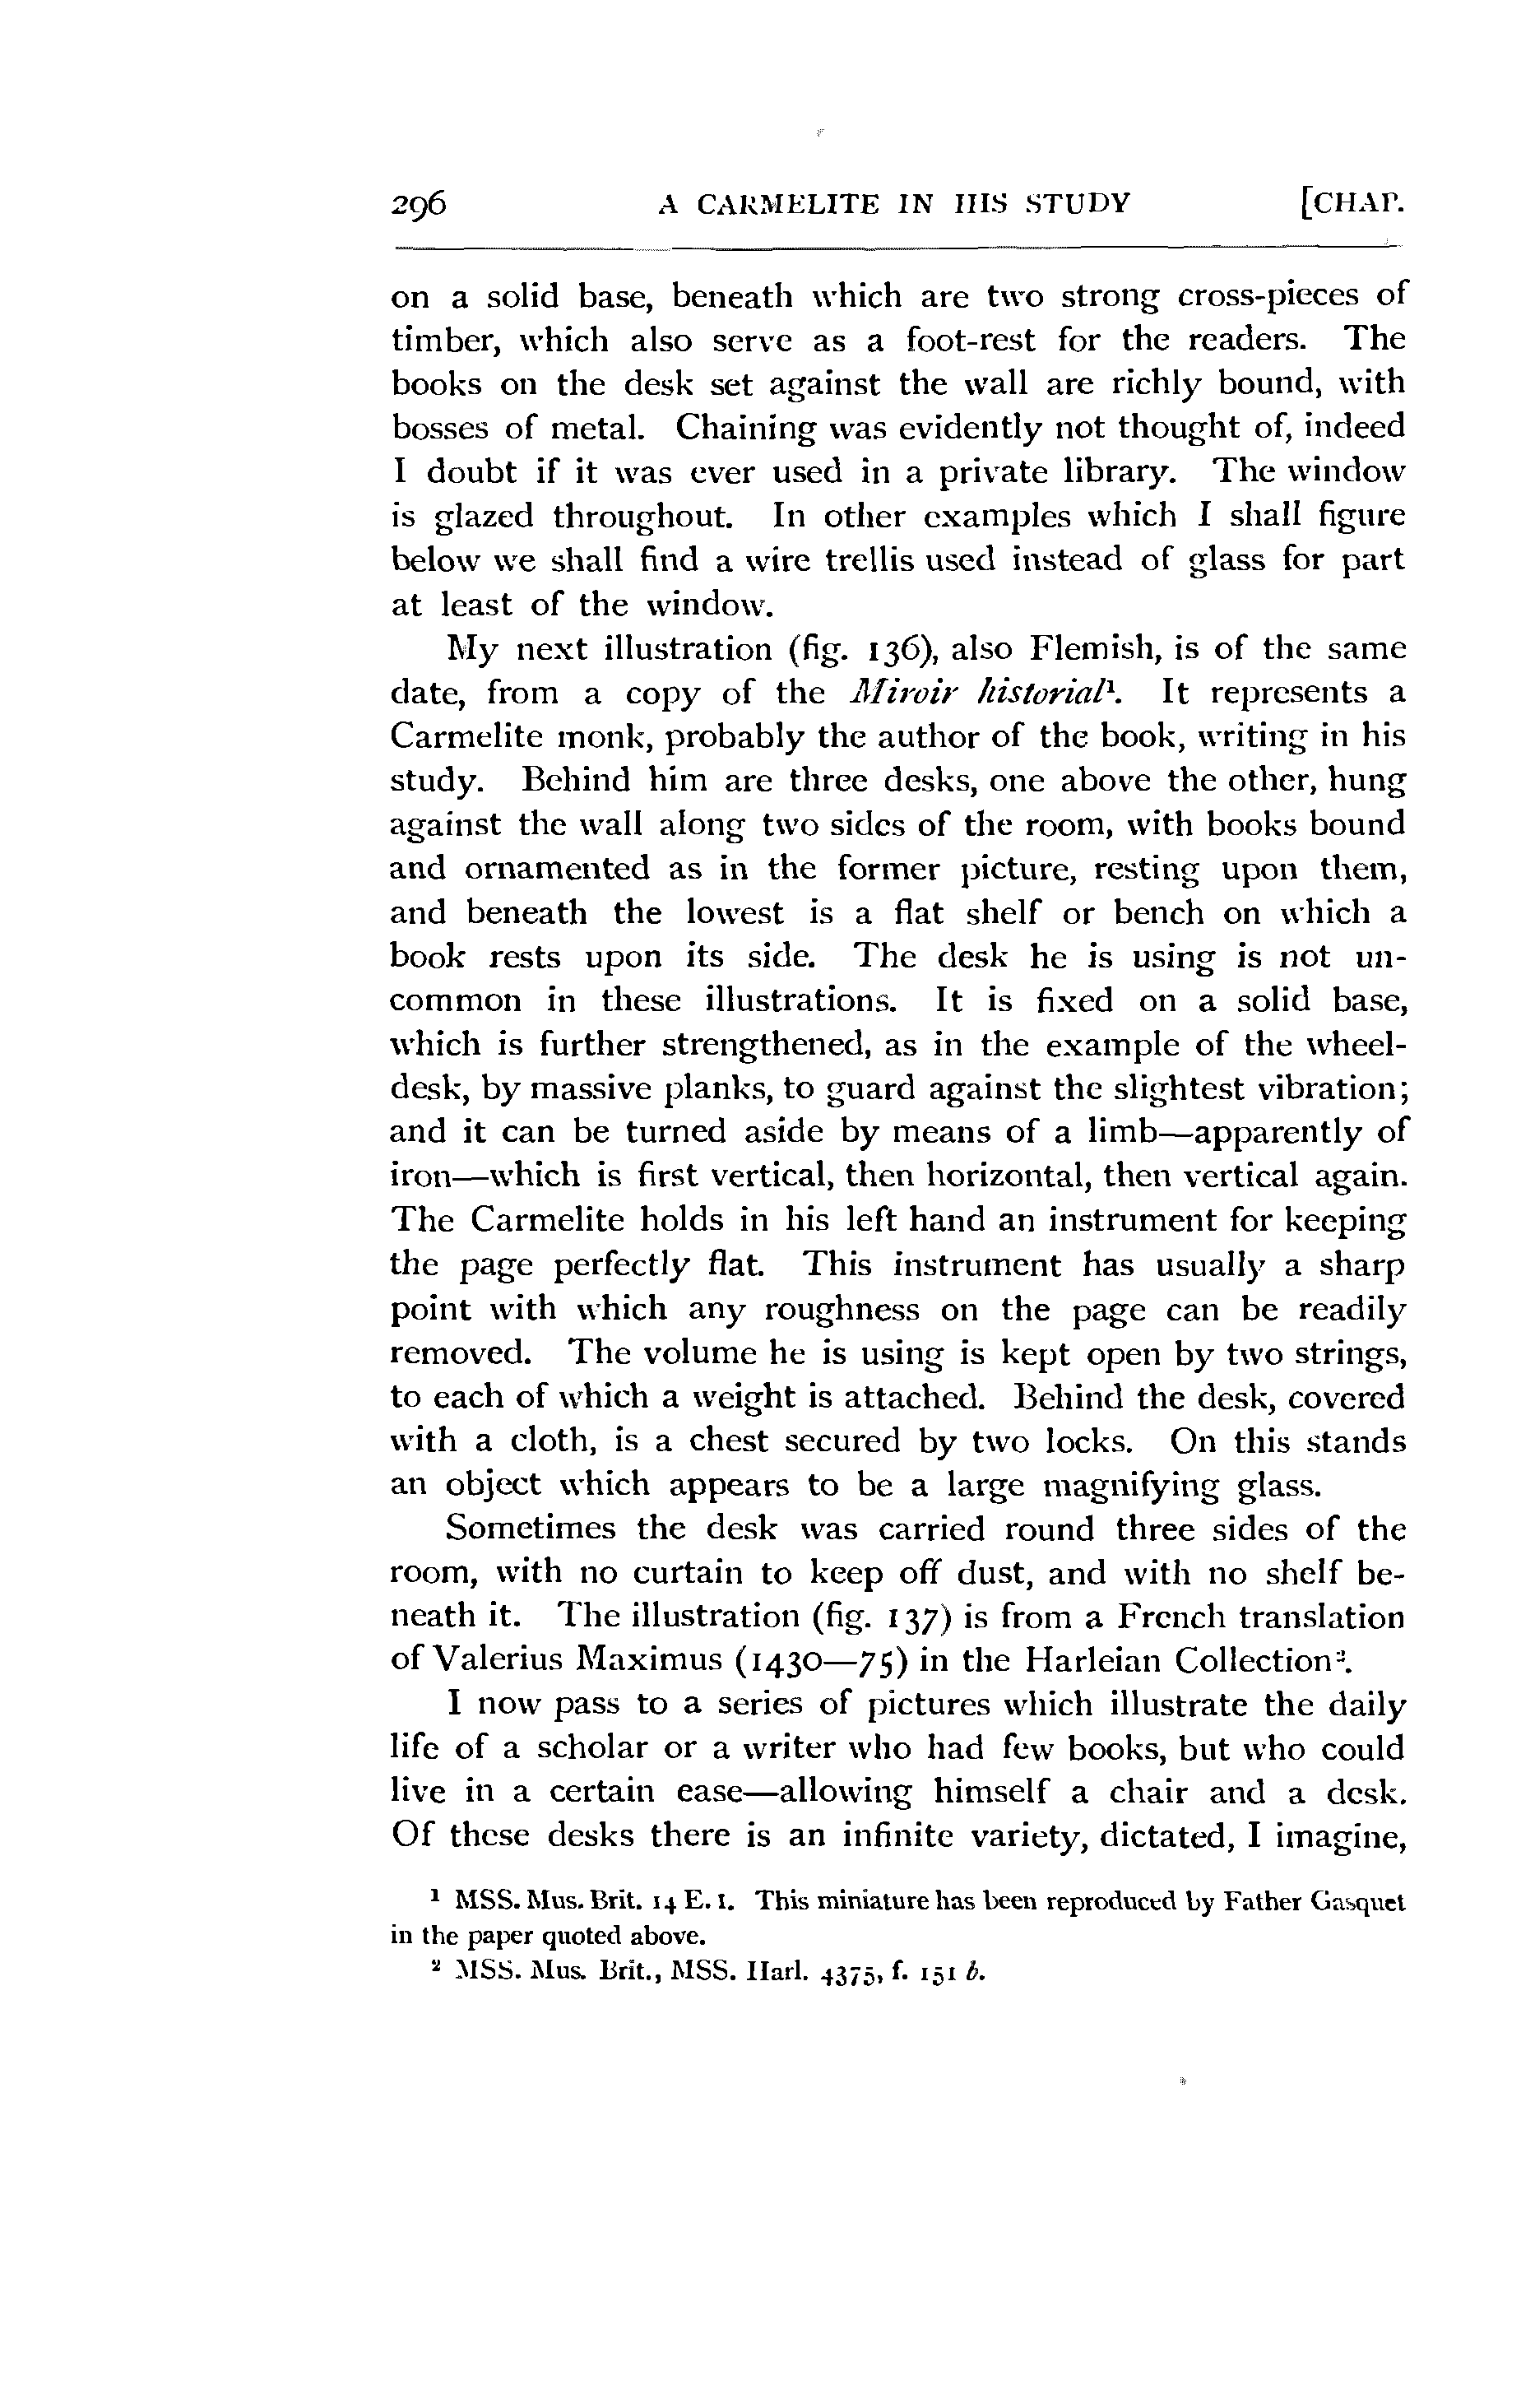 296 A CARMELITE IN HIS STUDY [CHAP.
on a solid base, beneath which are two strong cross-pieces of
timber, which also serve as a foot-rest for the readers. The
books on the desk set against the wall are richly bound, with
bosses of metal. Chaining was evidently not thought of, indeed
I doubt if it was ever used in a private library. The window
is glazed throughout. In other examples which I shall figure
below we shall find a wire trellis used instead of glass for part
at least of the window.
My next illustration (fig. 136), also Flemish, is of the same
date, from a copy of the Miroir historial¹. It represents a
Carmelite monk, probably the author of the book, writing in his
study. Behind him are three desks, one above the other, hung
against the wall along two sides of the room, with books bound
and ornamented as in the former picture, resting upon them,
and beneath the lowest is a flat shelf or bench on which a
book rests upon its side. The desk he is using is not un-
common in these illustrations. It is fixed on a solid base,
which is further strengthened, as in the example of the wheel-
desk, by massive planks, to guard against the slightest vibration;
and it can be turned aside by means of a limb—apparently of
iron—which is first vertical, then horizontal, then vertical again.
The Carmelite holds in his left hand an instrument for keeping
the page perfectly flat. This instrument has usually a sharp
point with which any roughness on the page can be readily
removed. The volume he is using is kept open by two strings,
to each of which a weight is attached. Behind the desk, covered
with a cloth, is a chest secured by two locks. On this stands
an object which appears to be a large magnifying glass.
Sometimes the desk was carried round three sides of the
room, with no curtain to keep off dust, and with no shelf be-
neath it. The illustration (fig. 137) is from a French translation
of Valerius Maximus (1430—75) in the Harleian Collection².
I now pass to a series of pictures which illustrate the daily
life of a scholar or a writer who had few books, but who could
live in a certain ease—allowing himself a chair and a desk.
Of these desks there is an infinite variety, dictated, I imagine,
¹ MSS. Mus. Brit. 14 E. 1. This miniature has been reproduced by Father Gasquet
in the paper quoted above.
² MSS. Mus. Brit., MSS. Harl. 4375, f. 151 b.